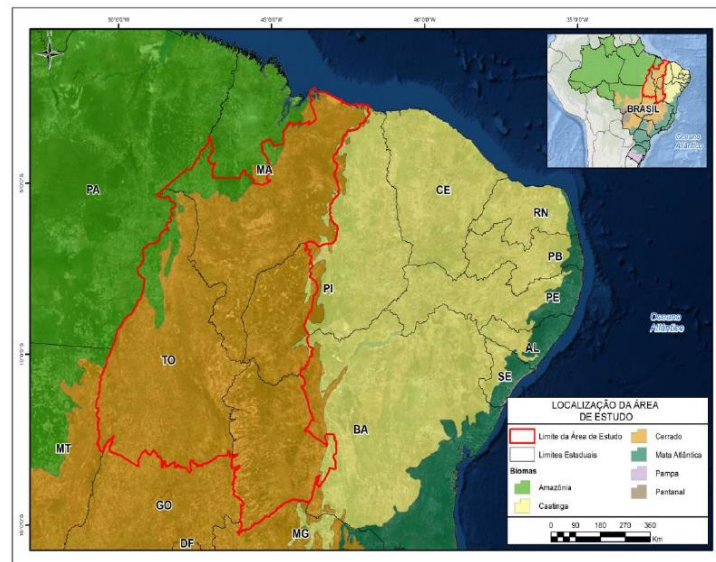 50°0'0"O
45°0'0"O
40°0'0"O
35°0'0"O
BRASIL
Oceano
Atlântico
MA
PA
CE
RN
PB
PI
PE
Oceano
Atlântico
TO
AL
SE
BA
MT
GO
MG
DF
LOCALIZAÇÃO DA ÁREA
DE ESTUDO
Limite da Área de Estudo
Limites Estaduais
Biomas
Amazônia
Caatinga
Cerrado
Mata Atlântica
Pampa
Pantanal
0 90 180 270 360
Km